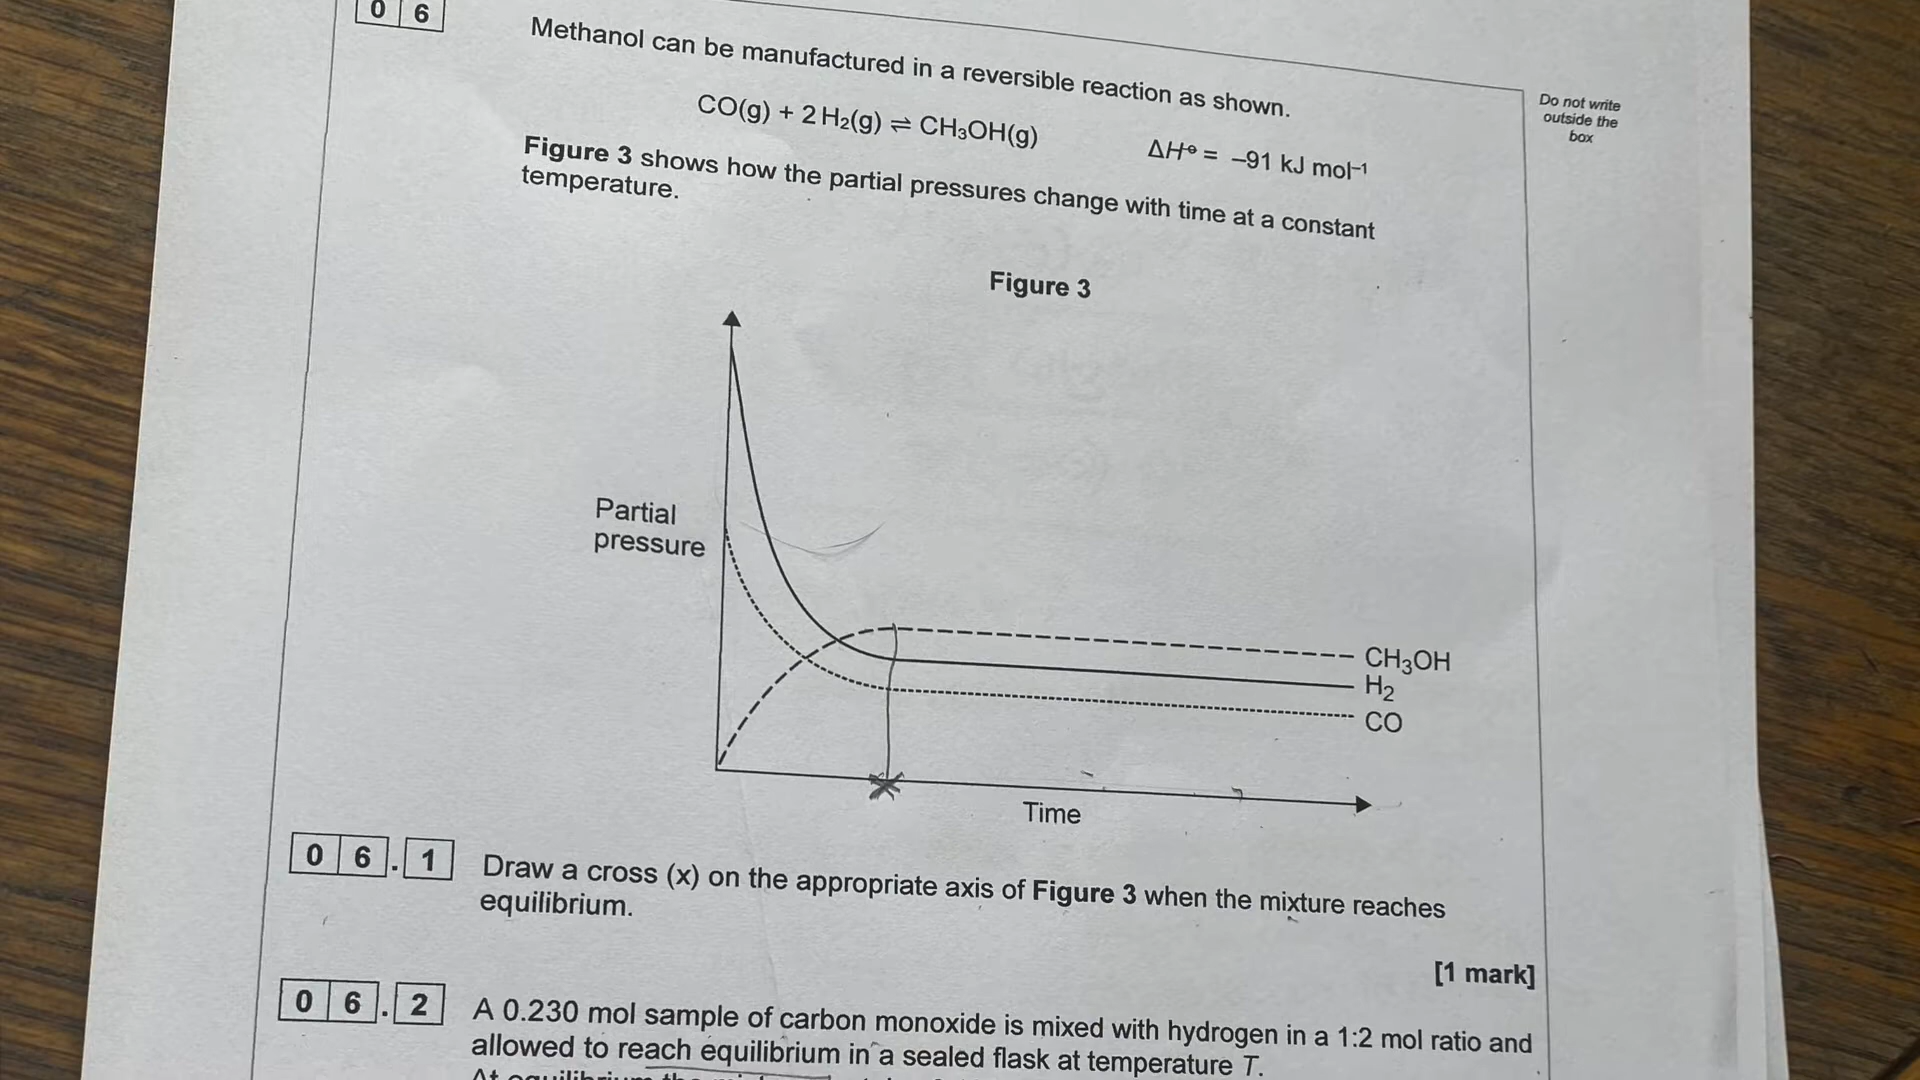 0 6
Methanol can be manufactured in a reversible reaction as shown.
Do not write
outside the
box
CO(g) + 2 H₂(g) ⇌ CH₃OH(g) ΔH⦵ = –91 kJ mol⁻¹
Figure 3 shows how the partial pressures change with time at a constant
temperature.
Figure 3
Partial
pressure
CH₃OH
H₂
CO
Time
0 6 . 1 Draw a cross (x) on the appropriate axis of Figure 3 when the mixture reaches
equilibrium.
[1 mark]
0 6 . 2 A 0.230 mol sample of carbon monoxide is mixed with hydrogen in a 1:2 mol ratio and
allowed to reach equilibrium in a sealed flask at temperature T.
At equilibrium the